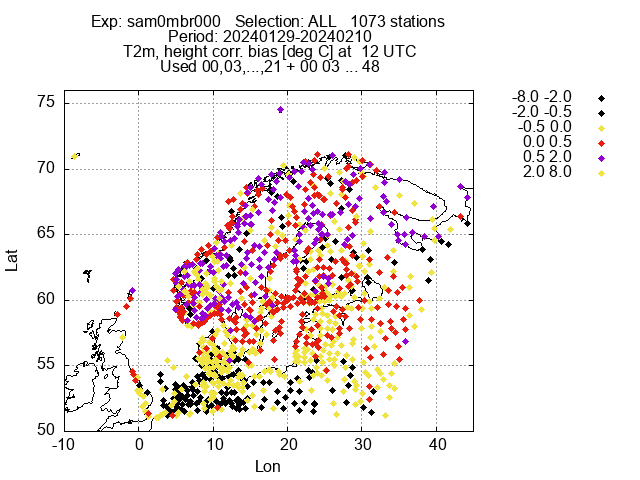 Exp: sam0mbr000 Selection: ALL 1073 stations
Period: 20240129-20240210
T2m, height corr. bias [deg C] at 12 UTC
Used 00,03,...,21 + 00 03 ... 48
-8.0 -2.0
-2.0 -0.5
-0.5 0.0
0.0 0.5
0.5 2.0
2.0 8.0
75
70
65
60
55
50
Lat
-10 0 10 20 30 40
Lon